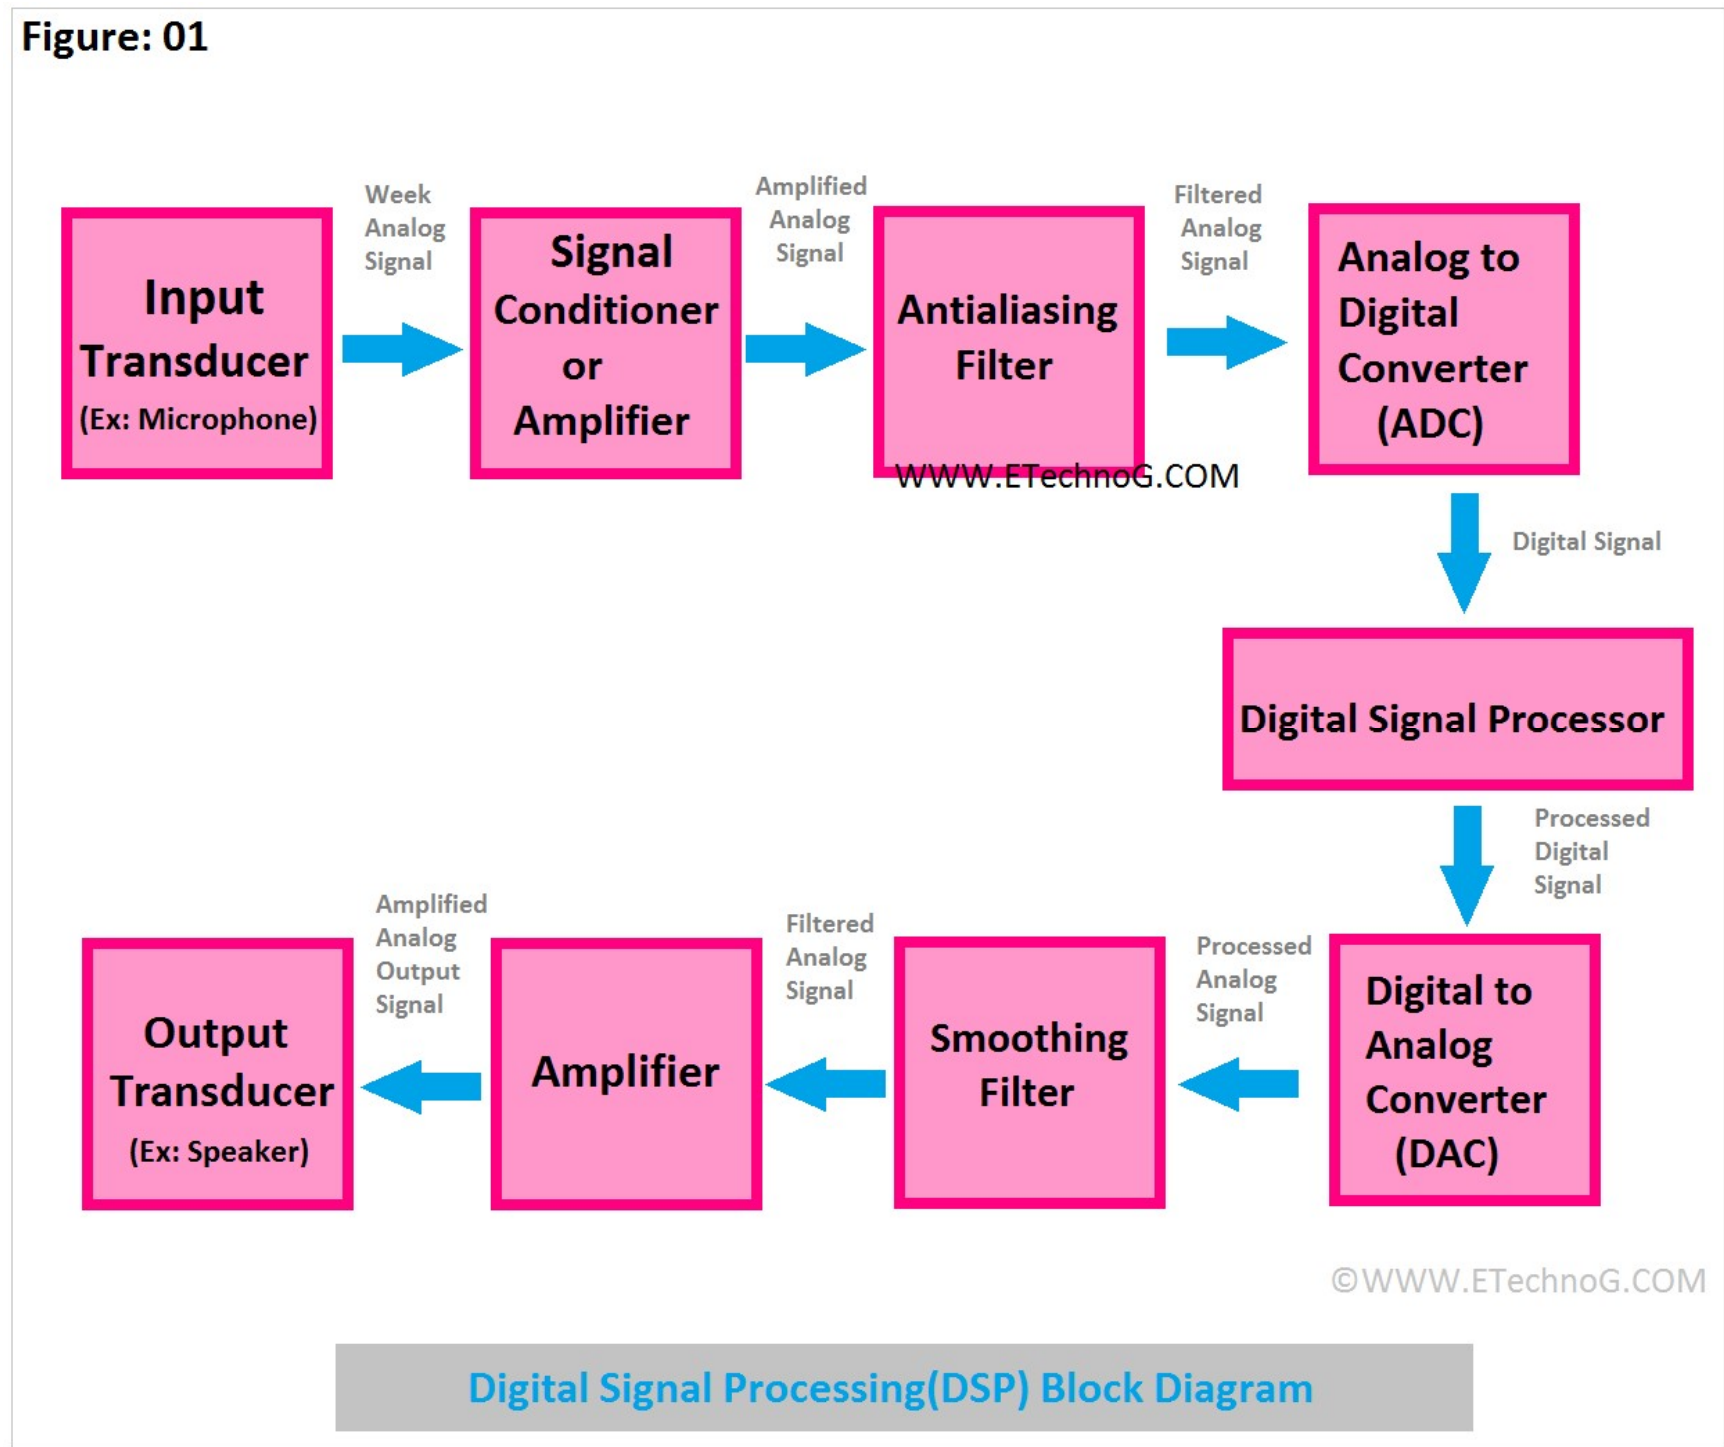 Figure: 01
Input
Transducer
(Ex: Microphone)
Week
Analog
Signal
Signal
Conditioner
or
Amplifier
Amplified
Analog
Signal
Antialiasing
Filter
WWW.ETechnoG.COM
Filtered
Analog
Signal
Analog to
Digital
Converter
(ADC)
Digital Signal
Digital Signal Processor
Processed
Digital
Signal
Digital to
Analog
Converter
(DAC)
Processed
Analog
Signal
Smoothing
Filter
Filtered
Analog
Signal
Amplifier
Amplified
Analog
Output
Signal
Output
Transducer
(Ex: Speaker)
©WWW.ETechnoG.COM
Digital Signal Processing(DSP) Block Diagram